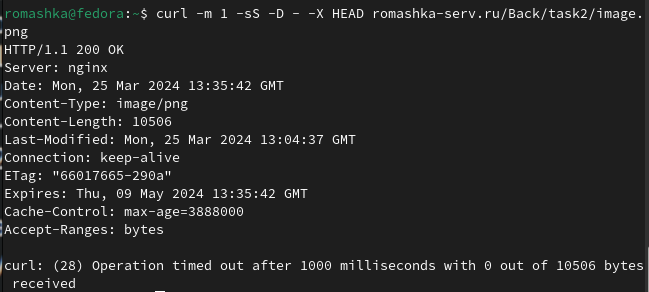 romashka@fedora:~$ curl -m 1 -sS -D - -X HEAD romashka-serv.ru/Back/task2/image.
png
HTTP/1.1 200 OK
Server: nginx
Date: Mon, 25 Mar 2024 13:35:42 GMT
Content-Type: image/png
Content-Length: 10506
Last-Modified: Mon, 25 Mar 2024 13:04:37 GMT
Connection: keep-alive
ETag: "66017665-290a"
Expires: Thu, 09 May 2024 13:35:42 GMT
Cache-Control: max-age=3888000
Accept-Ranges: bytes

curl: (28) Operation timed out after 1000 milliseconds with 0 out of 10506 bytes
 received